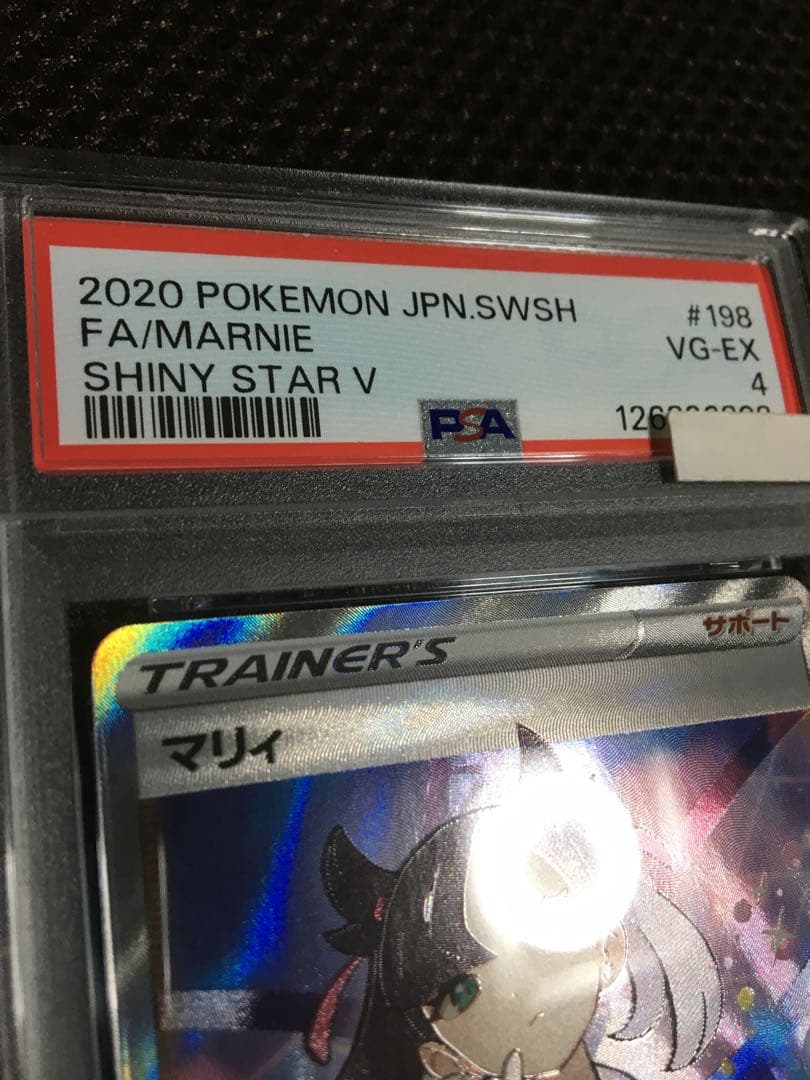 2020 POKEMON JPN.SWSH #198
FA/MARNIE VG-EX
SHINY STAR V 4
PSA
TRAINER'S サポート
マリィ